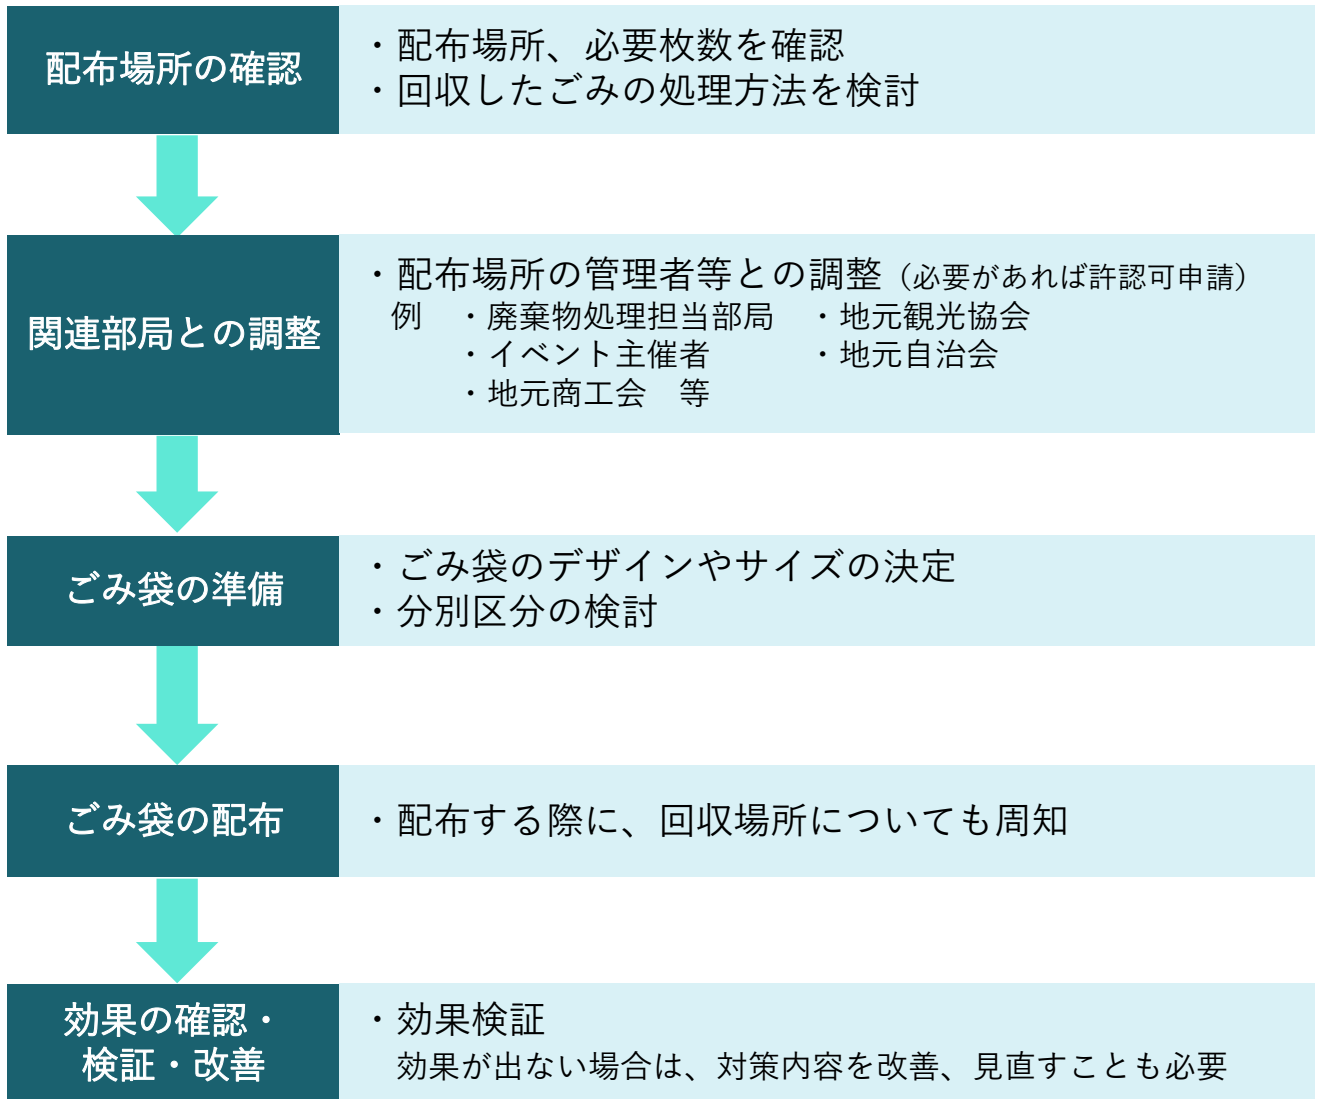 配布場所の確認
・配布場所、必要枚数を確認
・回収したごみの処理方法を検討
関連部局との調整
・配布場所の管理者等との調整（必要があれば許認可申請）
例　・廃棄物処理担当部局　・地元観光協会
・イベント主催者　・地元自治会
・地元商工会　等
ごみ袋の準備
・ごみ袋のデザインやサイズの決定
・分別区分の検討
ごみ袋の配布
・配布する際に、回収場所についても周知
効果の確認・
検証・改善
・効果検証
効果が出ない場合は、対策内容を改善、見直すことも必要